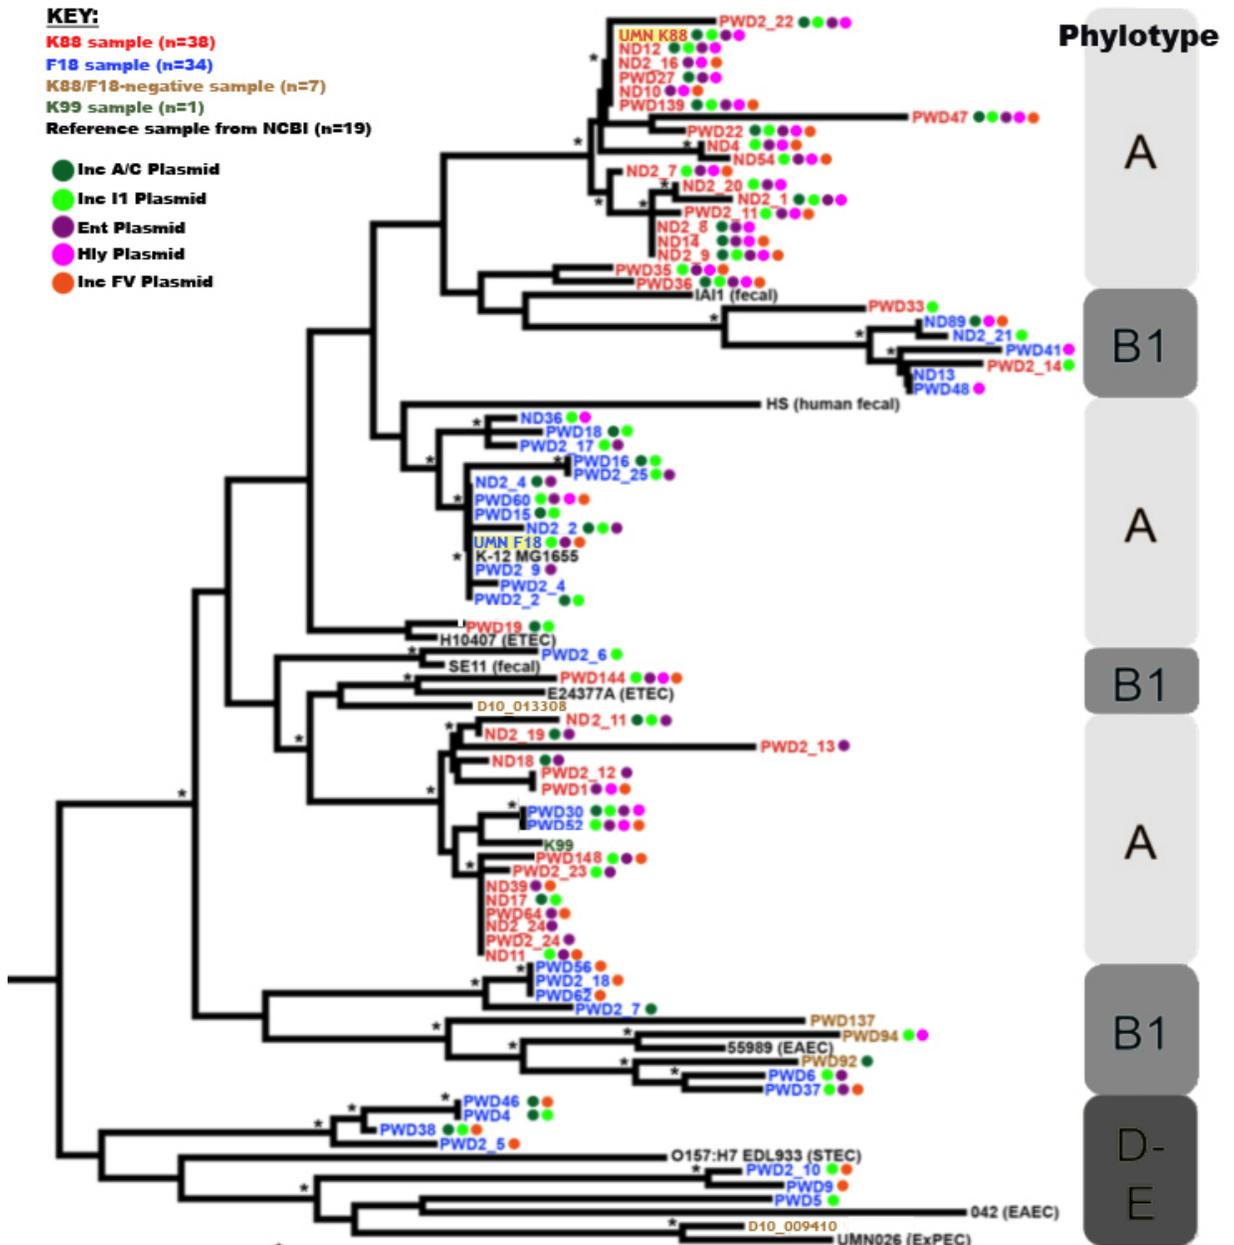 KEY:
K88 sample (n=38)
F18 sample (n=34)
K88/F18-negative sample (n=7)
K99 sample (n=1)
Reference sample from NCBI (n=19)
Inc A/C Plasmid
Inc I1 Plasmid
Ent Plasmid
Hly Plasmid
Inc FV Plasmid
Phylotype
PWD2_22
UMN K88
ND12
ND2_16
PWD27
ND10
PWD139
PWD47
PWD22
ND4
ND54
ND2_7
ND2_20
ND2_1
PWD2_11
ND2_8
ND14
ND2_9
PWD35
PWD36
A
IAI1 (fecal)
PWD33
ND89
ND2_21
PWD41
PWD2_14
ND13
PWD48
B1
HS (human fecal)
ND36
PWD18
PWD2_17
PWD16
PWD2_25
ND2_4
PWD60
PWD15
ND2_2
UMN F18
K-12 MG1655
PWD2_9
PWD2_4
PWD2_2
PWD19
H10407 (ETEC)
A
PWD2_6
SE11 (fecal)
PWD144
E24377A (ETEC)
D10_013308
B1
ND2_11
ND2_19
PWD2_13
ND18
PWD2_12
PWD1
PWD30
PWD52
K99
PWD148
PWD2_23
ND39
ND17
PWD64
ND2_24
PWD2_24
ND11
A
PWD56
PWD2_18
PWD62
PWD2_7
PWD137
PWD94
55989 (EAEC)
PWD92
PWD6
PWD37
B1
PWD46
PWD4
PWD38
PWD2_5
O157:H7 EDL933 (STEC)
PWD2_10
PWD9
PWD5
042 (EAEC)
D10_009410
UMN026 (ExPEC)
D-
E